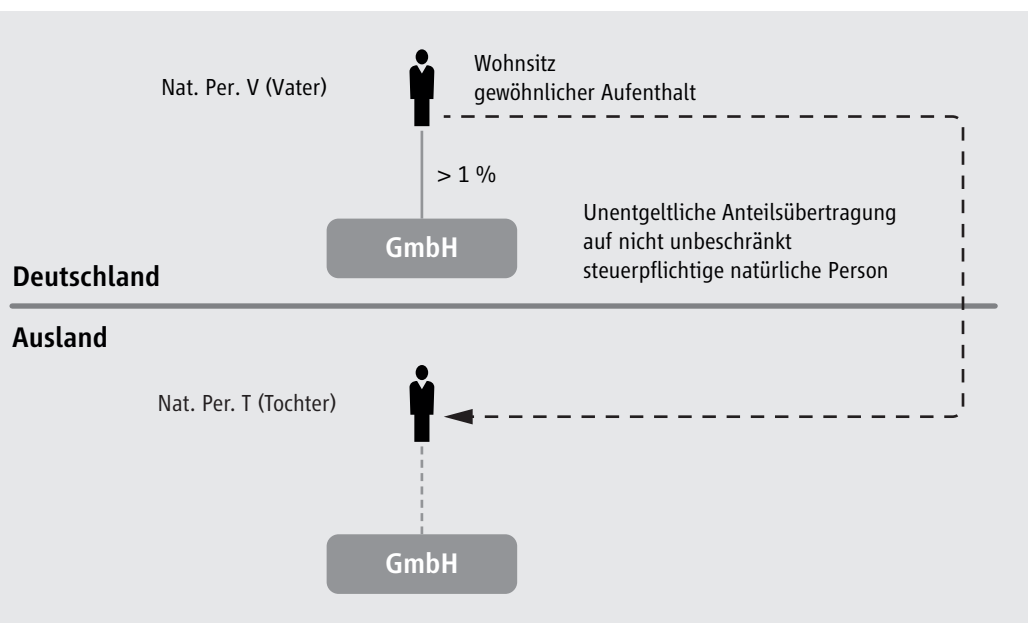 Nat. Per. V (Vater)
Wohnsitz
gewöhnlicher Aufenthalt
> 1 %
GmbH
Unentgeltliche Anteilsübertragung
auf nicht unbeschränkt
steuerpflichtige natürliche Person
Deutschland
Ausland
Nat. Per. T (Tochter)
GmbH